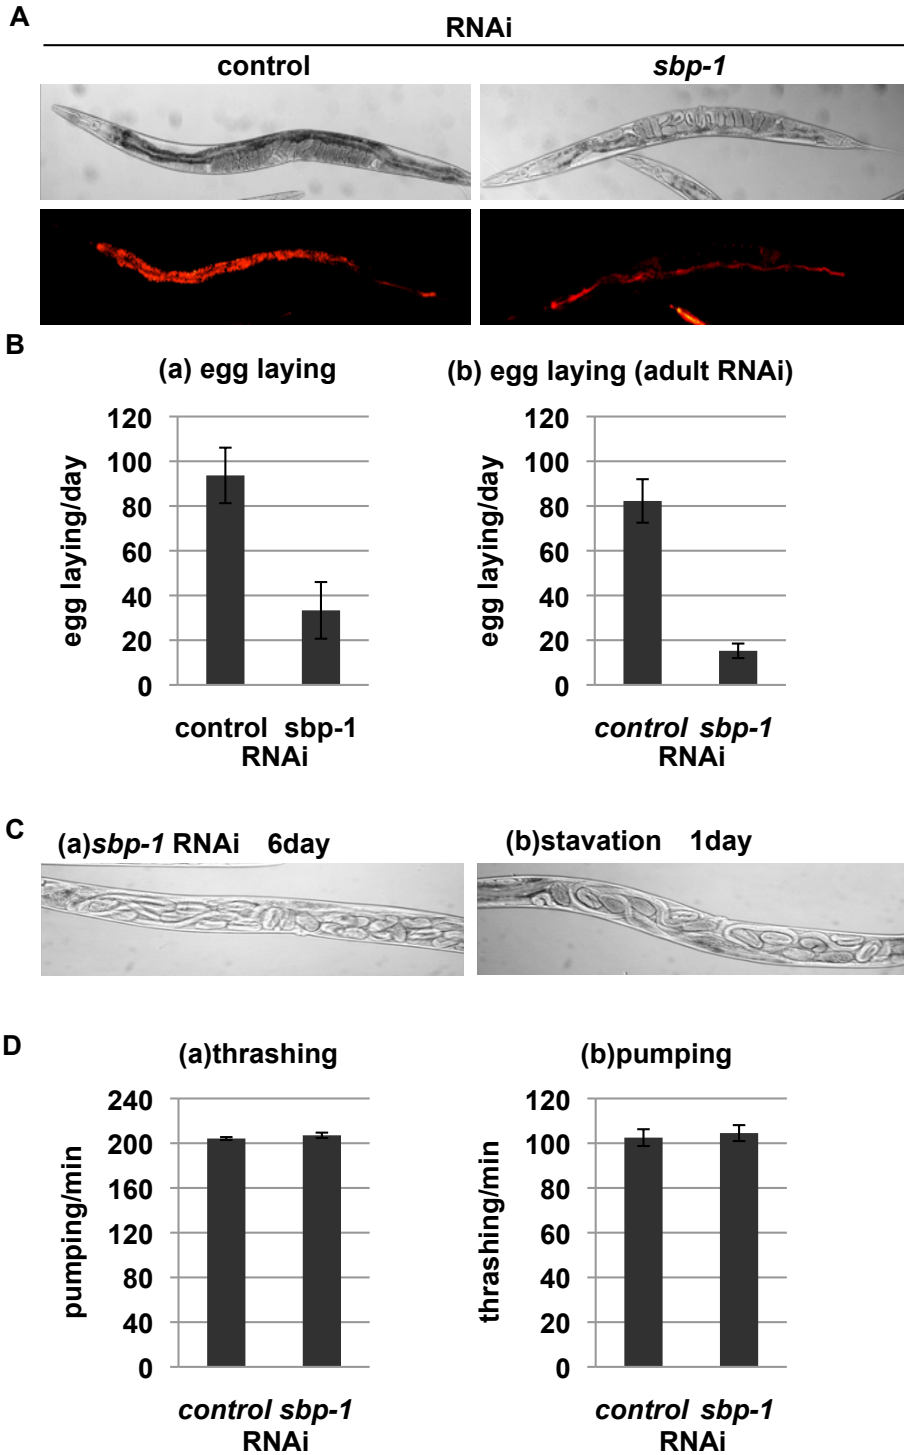 A
RNAi
control
sbp-1
B
(a) egg laying
egg laying/day
120
100
80
60
40
20
0
control sbp-1
RNAi
(b) egg laying (adult RNAi)
egg laying/day
120
100
80
60
40
20
0
control sbp-1
RNAi
C
(a)sbp-1 RNAi 6day
(b)stavation 1day
D
(a)thrashing
pumping/min
240
200
160
120
80
40
0
control sbp-1
RNAi
(b)pumping
thrashing/min
120
100
80
60
40
20
0
control sbp-1
RNAi